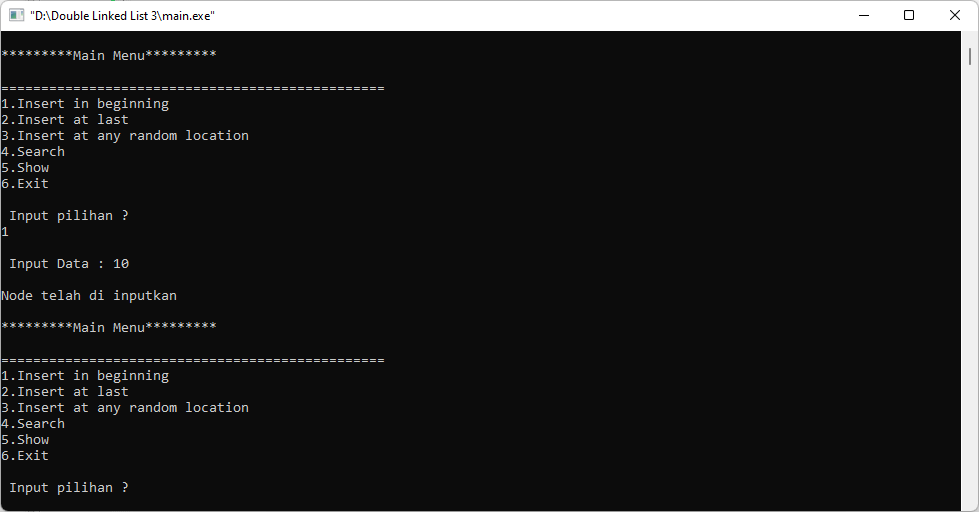 "D:\Double Linked List 3\main.exe"
*********Main Menu*********
================================================
1.Insert in beginning
2.Insert at last
3.Insert at any random location
4.Search
5.Show
6.Exit
Input pilihan ?
1
Input Data : 10
Node telah di inputkan
*********Main Menu*********
================================================
1.Insert in beginning
2.Insert at last
3.Insert at any random location
4.Search
5.Show
6.Exit
Input pilihan ?